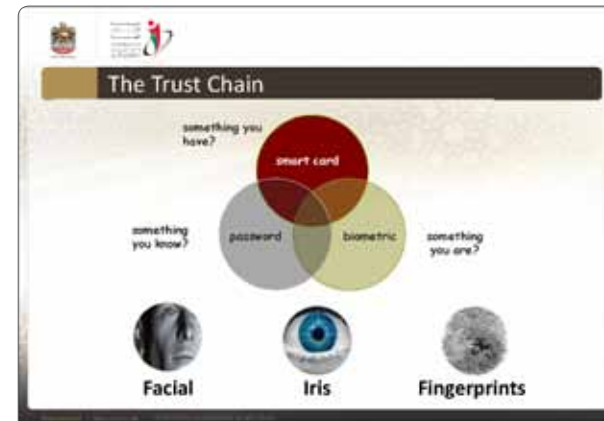 The Trust Chain
something you
have?
smart card
something
you know?
password
biometric
something
you are?
Facial
Iris
Fingerprints